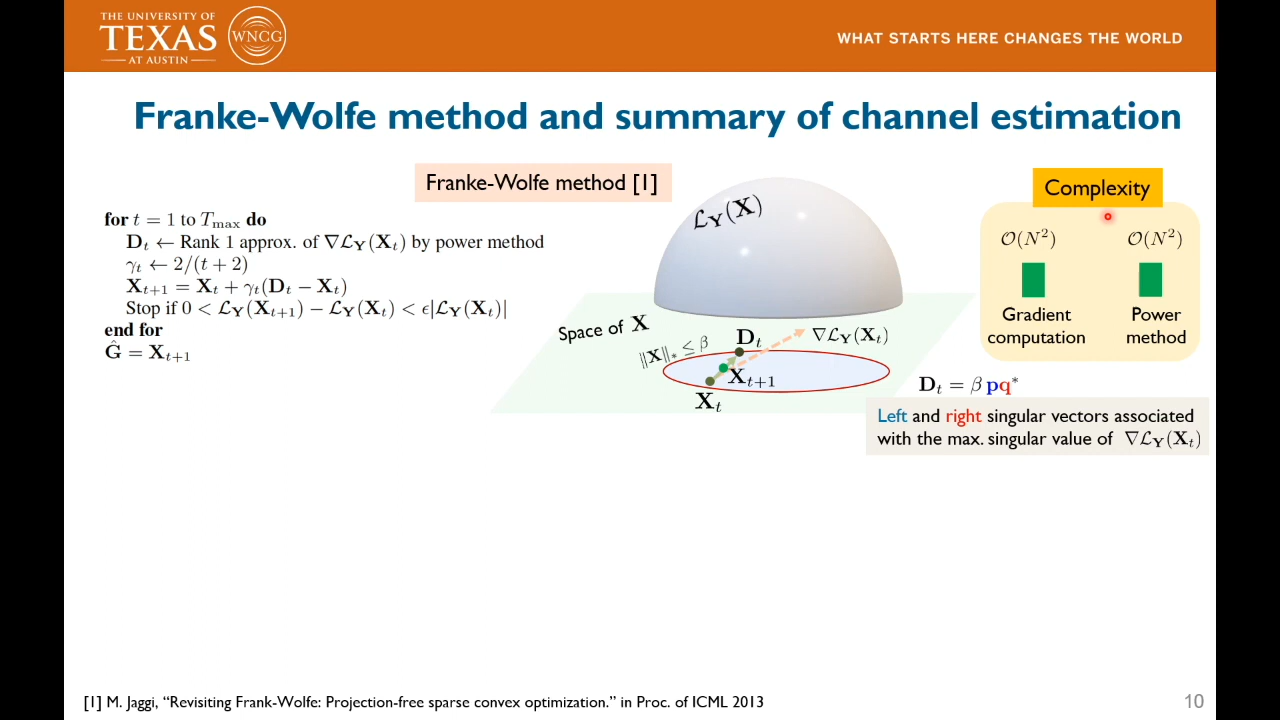 THE UNIVERSITY OF
TEXAS
AT AUSTIN
WNCG
WHAT STARTS HERE CHANGES THE WORLD
Franke-Wolfe method and summary of channel estimation
Franke-Wolfe method [1]
for t = 1 to T_max do
D_t ← Rank 1 approx. of ∇ℒ_Y(X_t) by power method
γ_t ← 2/(t + 2)
X_{t+1} = X_t + γ_t(D_t − X_t)
Stop if 0 < ℒ_Y(X_{t+1}) − ℒ_Y(X_t) < ϵ|ℒ_Y(X_t)|
end for
Ĝ = X_{t+1}
ℒ_Y(X)
Space of X
‖X‖_* ≤ β
D_t
∇ℒ_Y(X_t)
X_{t+1}
X_t
Complexity
𝒪(N²) 𝒪(N²)
Gradient computation
Power method
D_t = β pq*
Left and right singular vectors associated
with the max. singular value of ∇ℒ_Y(X_t)
[1] M. Jaggi, “Revisiting Frank-Wolfe: Projection-free sparse convex optimization.” in Proc. of ICML 2013
10